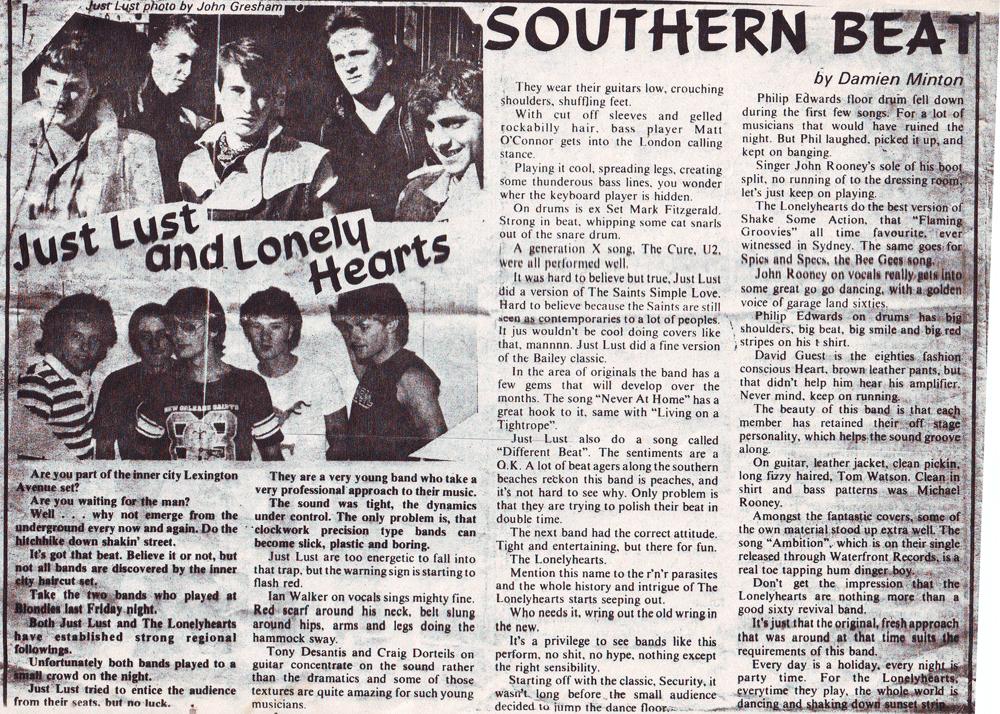 Just Lust photo by John Gresham
SOUTHERN BEAT
by Damien Minton
Just Lust
and Lonely
Hearts
NEW ORLEANS SAINTS
Are you part of the inner city Lexington
Avenue set?
Are you waiting for the man?
Well . . . why not emerge from the
underground every now and again. Do the
hitchhike down shakin' street.
It's got that beat. Believe it or not, but
not all bands are discovered by the inner
city haircut set.
Take the two bands who played at
Blondies last Friday night.
Both Just Lust and The Lonelyhearts
have established strong regional
followings.
Unfortunately both bands played to a
small crowd on the night.
Just Lust tried to entice the audience
from their seats, but no luck.
They are a very young band who take a
very professional approach to their music.
The sound was tight, the dynamics
under control. The only problem is, that
clockwork precision type bands can
become slick, plastic and boring.
Just Lust are too energetic to fall into
that trap, but the warning sign is starting to
flash red.
Ian Walker on vocals sings mighty fine.
Red scarf around his neck, belt slung
around hips, arms and legs doing the
hammock sway.
Tony Desantis and Craig Dorteils on
guitar concentrate on the sound rather
than the dramatics and some of those
textures are quite amazing for such young
musicians.
They wear their guitars low, crouching
shoulders, shuffling feet.
With cut off sleeves and gelled
rockabilly hair, bass player Matt
O'Connor gets into the London calling
stance.
Playing it cool, spreading legs, creating
some thunderous bass lines, you wonder
wher the keyboard player is hidden.
On drums is ex Set Mark Fitzgerald.
Strong in beat, whipping some cat snarls
out of the snare drum.
A generation X song, The Cure, U2,
were all performed well.
It was hard to believe but true, Just Lust
did a version of The Saints Simple Love.
Hard to believe because the Saints are still
seen as contemporaries to a lot of peoples.
It jus wouldn't be cool doing covers like
that, mannnn. Just Lust did a fine version
of the Bailey classic.
In the area of originals the band has a
few gems that will develop over the
months. The song "Never At Home" has a
great hook to it, same with "Living on a
Tightrope".
Just Lust also do a song called
"Different Beat". The sentiments are a
O.K. A lot of beat agers along the southern
beaches reckon this band is peaches, and
it's not hard to see why. Only problem is
that they are trying to polish their beat in
double time.
The next band had the correct attitude.
Tight and entertaining, but there for fun.
The Lonelyhearts.
Mention this name to the r'n'r parasites
and the whole history and intrigue of The
Lonelyhearts starts seeping out.
Who needs it, wring out the old wring in
the new.
It's a privilege to see bands like this
perform, no shit, no hype, nothing except
the right sensibility.
Starting off with the classic, Security, it
wasn't long before the small audience
decided to jump the dance floor.
Philip Edwards floor drum fell down
during the first few songs. For a lot of
musicians that would have ruined the
night. But Phil laughed, picked it up, and
kept on banging.
Singer John Rooney's sole of his boot
split, no running of to the dressing room,
let's just keep on playing.
The Lonelyhearts do the best version of
Shake Some Action, that "Flaming
Groovies" all time favourite, ever
witnessed in Sydney. The same goes for
Spics and Specs, the Bee Gees song.
John Rooney on vocals really gets into
some great go go dancing, with a golden
voice of garage land sixties.
Philip Edwards on drums has big
shoulders, big beat, big smile and big red
stripes on his t shirt.
David Guest is the eighties fashion
conscious Heart, brown leather pants, but
that didn't help him hear his amplifier.
Never mind, keep on running.
The beauty of this band is that each
member has retained their off stage
personality, which helps the sound groove
along.
On guitar, leather jacket, clean pickin,
long fizzy haired, Tom Watson. Clean in
shirt and bass patterns was Michael
Rooney.
Amongst the fantastic covers, some of
the own material stood up extra well. The
song "Ambition", which is on their single
released through Waterfront Records, is a
real toe tapping hum dinger boy.
Don't get the impression that the
Lonelyhearts are nothing more than a
good sixty revival band.
It's just that the original, fresh approach
that was around at that time suits the
requirements of this band.
Every day is a holiday, every night is
party time. For the Lonelyhearts,
everytime they play, the whole world is
dancing and shaking down sunset strip.